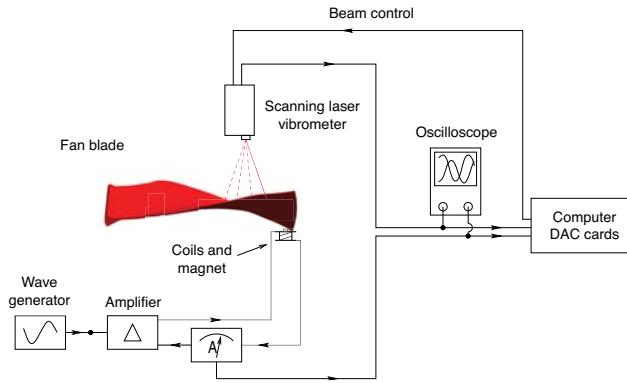 Beam control
Scanning laser
vibrometer
Oscilloscope
Fan blade
Computer
DAC cards
Coils and
magnet
Wave
generator
Amplifier
A